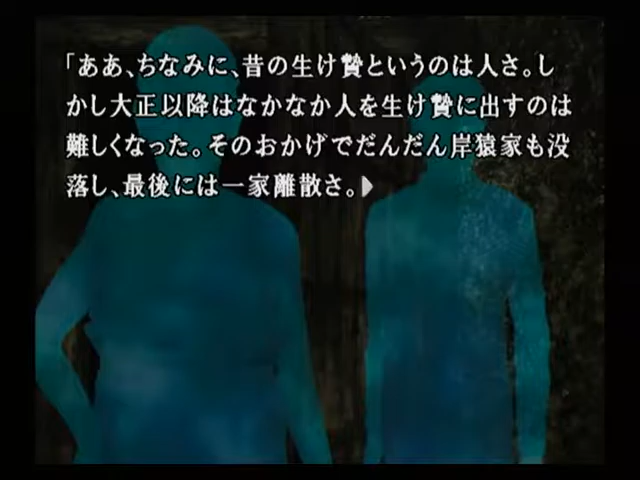 「ああ、ちなみに、昔の生け贄というのは人さ。し
かし大正以降はなかなか人を生け贄に出すのは
難しくなった。そのおかげでだんだん岸猿家も没
落し、最後には一家離散さ。